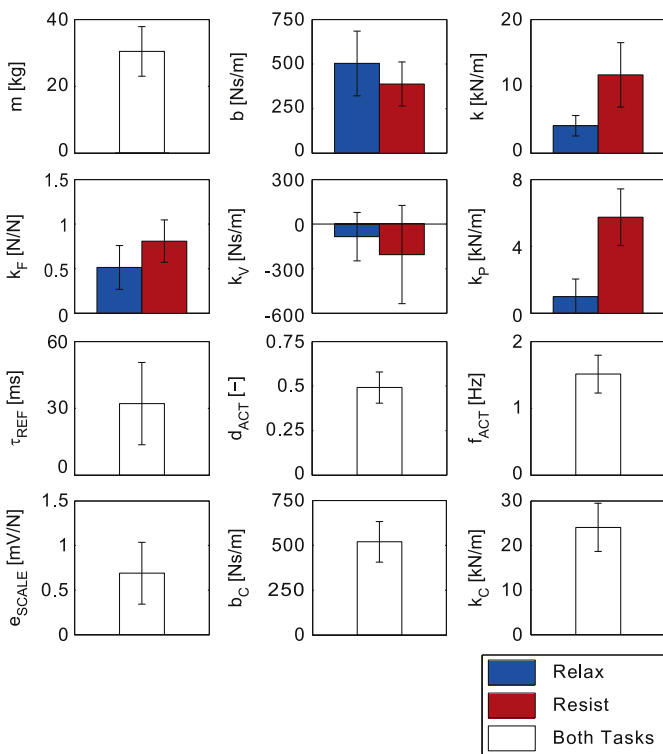 m [kg]
40
20
0
b [Ns/m]
750
500
250
0
k [kN/m]
20
10
0
k_F [N/N]
1.5
1
0.5
0
k_V [Ns/m]
300
0
-300
-600
k_P [kN/m]
8
4
0
τ_REF [ms]
60
30
0
d_ACT [–]
0.75
0.5
0.25
0
f_ACT [Hz]
2
1
0
e_SCALE [mV/N]
1.5
1
0.5
0
b_C [Ns/m]
750
500
250
0
k_C [kN/m]
30
20
10
0
Relax
Resist
Both Tasks